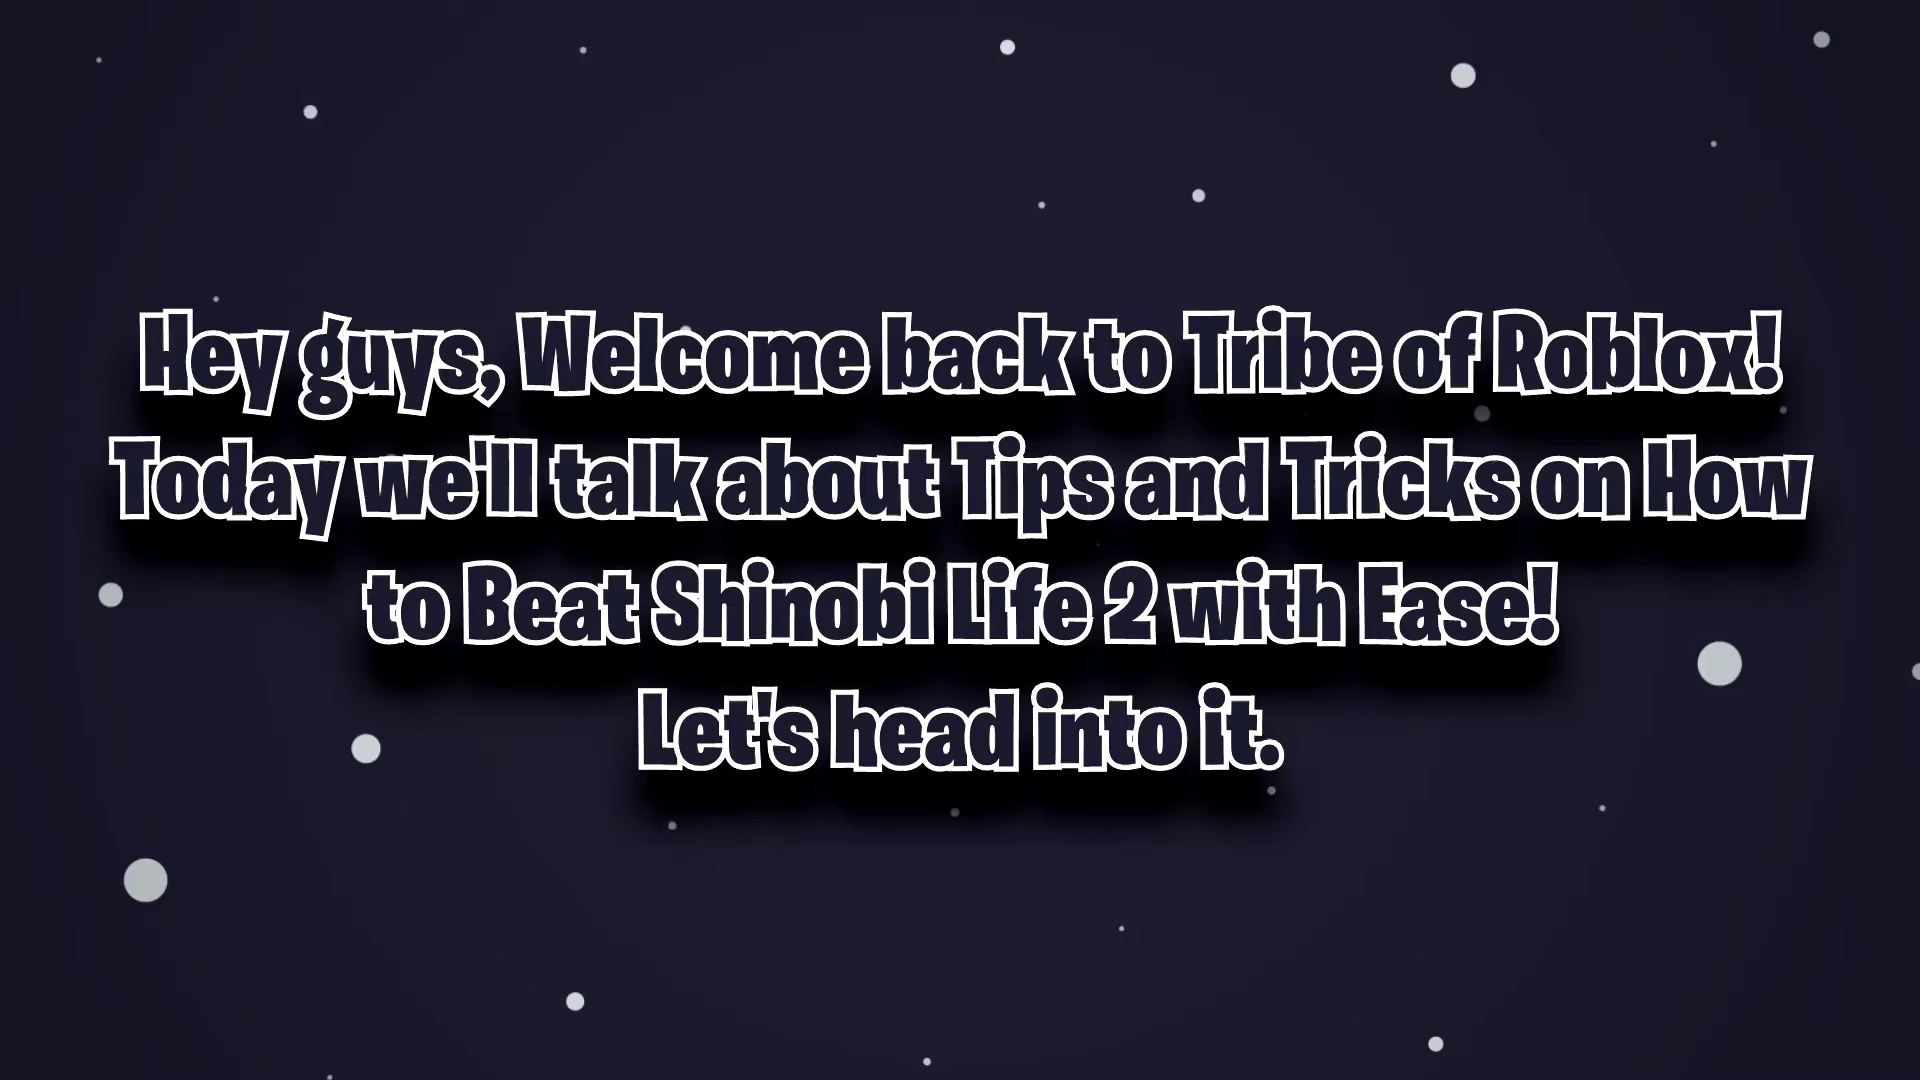 Hey guys, Welcome back to Tribe of Roblox!
Today we'll talk about Tips and Tricks on How
to Beat Shinobi Life 2 with Ease!
Let's head into it.